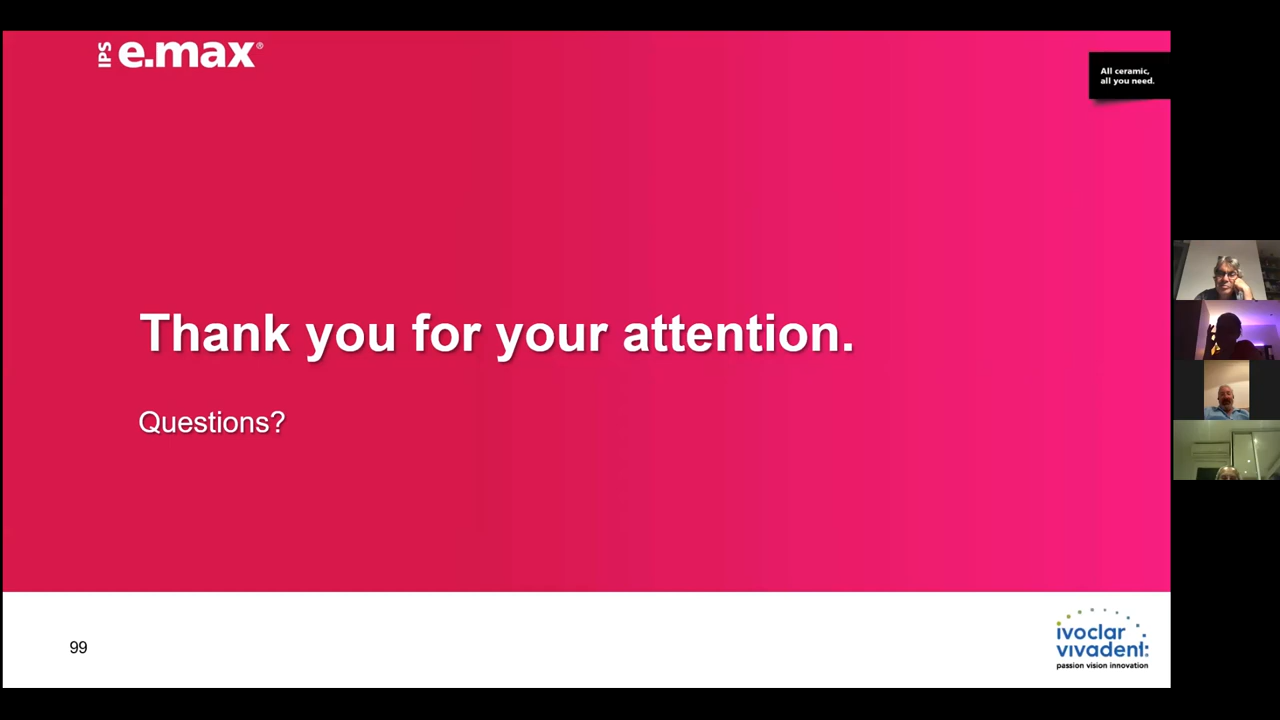 IPS e.max®
All ceramic,
all you need.
Thank you for your attention.
Questions?
99
ivoclar
vivadent:
passion vision innovation